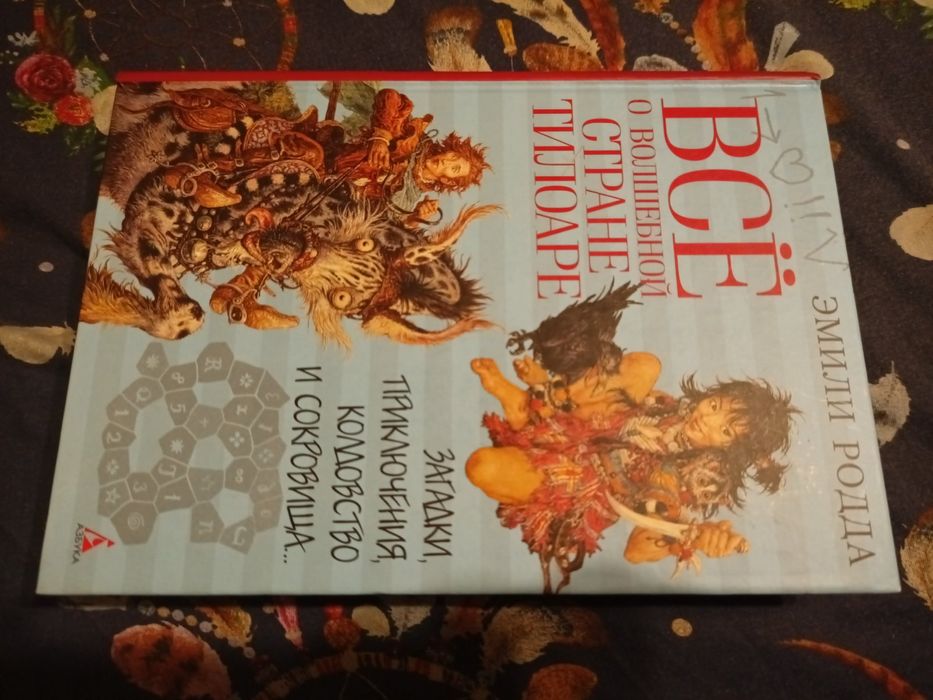 ЭМИЛИ РОДДА
ВСЁ
О ВОЛШЕБНОЙ
СТРАНЕ
ТИЛОАРЕ
ЗАГАДКИ,
ПРИКЛЮЧЕНИЯ,
КОЛДОВСТВО
И СОКРОВИЩА...
АЗБУКА